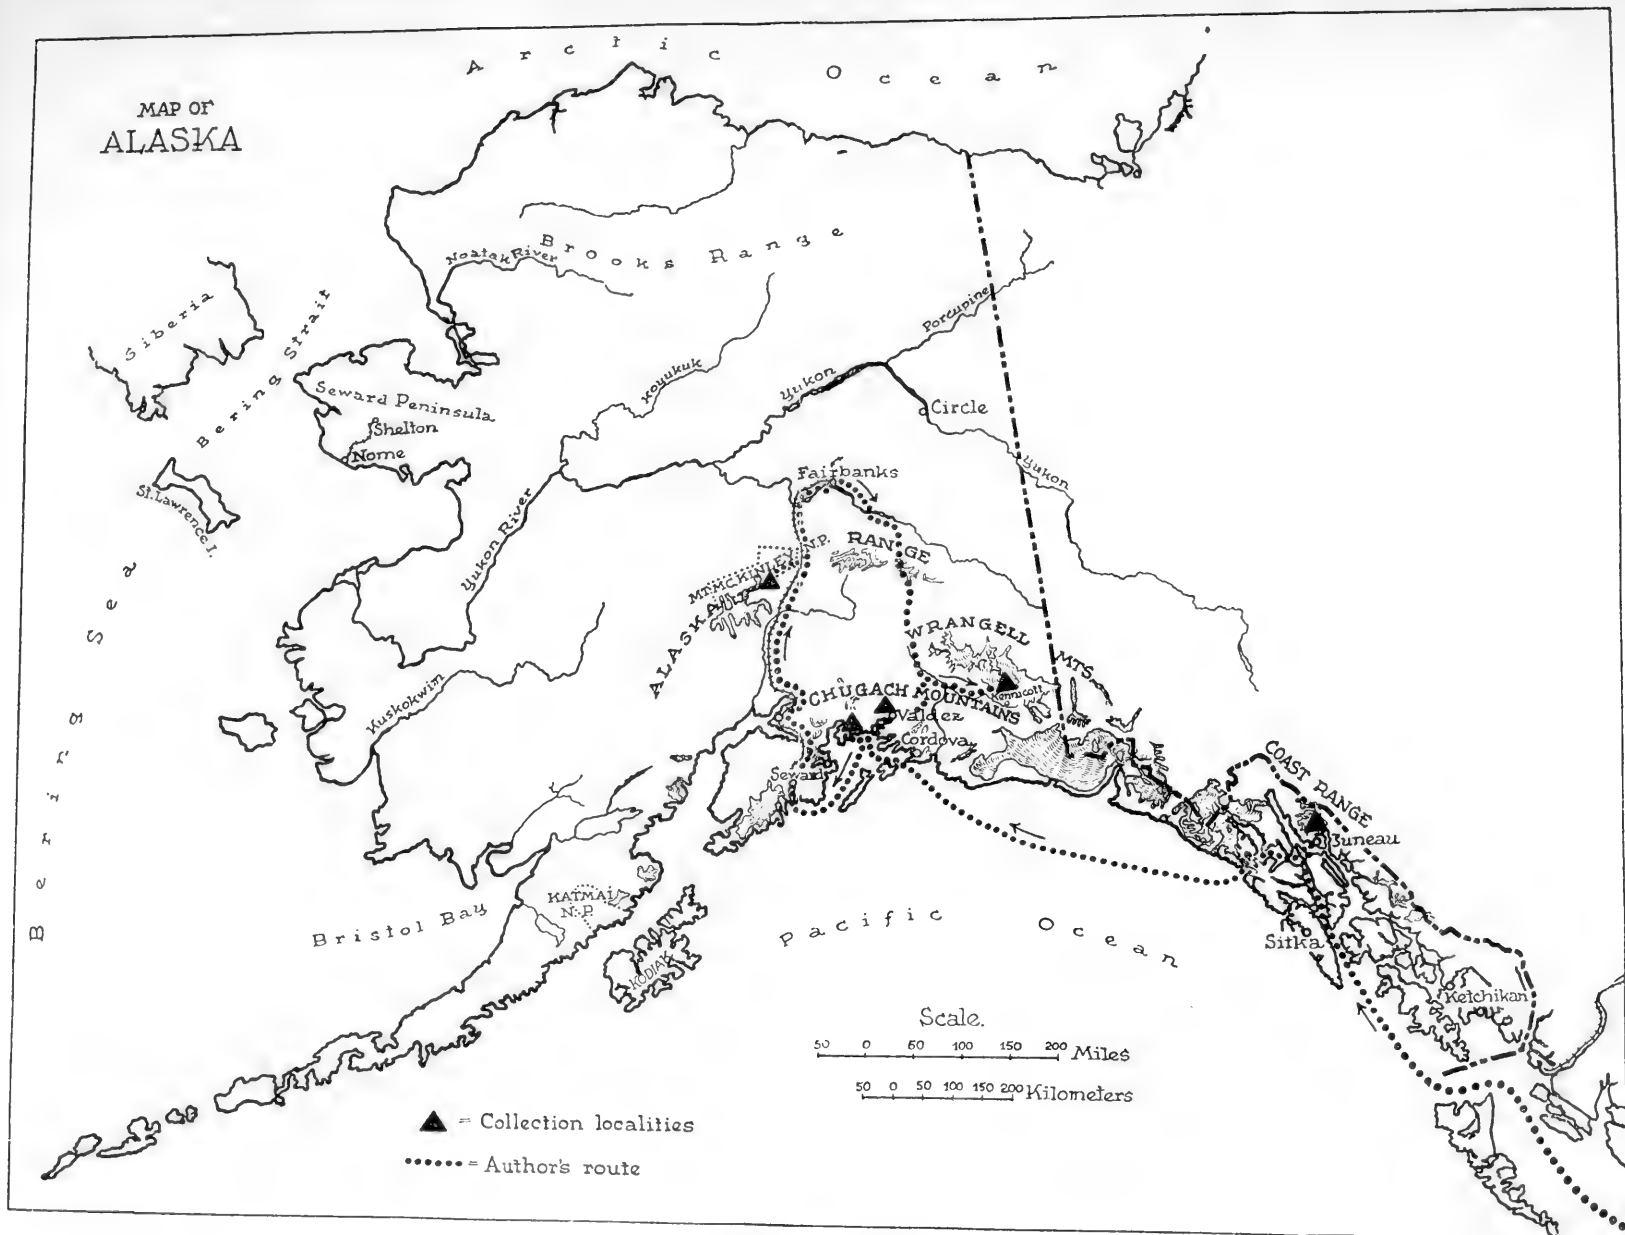 MAP OF
ALASKA
Arctic Ocean
Brooks Range
Noatak River
Siberia
Bering Strait
Porcupine
Koyukuk
Yukon
Seward Peninsula
Shelton
Nome
Circle
Yukon
Fairbanks
St. Lawrence I.
Yukon River
MT. McKINLEY N.P.
ALASKA RANGE
WRANGELL MTS.
Kennicott
Kuskokwim
CHUGACH MOUNTAINS
Valdez
Cordova
Seward
COAST RANGE
Juneau
Bering Sea
KATMAI
N.P.
Bristol Bay
KODIAK
Pacific Ocean
Sitka
Ketchikan
Scale.
50 0 50 100 150 200 Miles
50 0 50 100 150 200 Kilometers
▲ = Collection localities
•••••• = Author's route